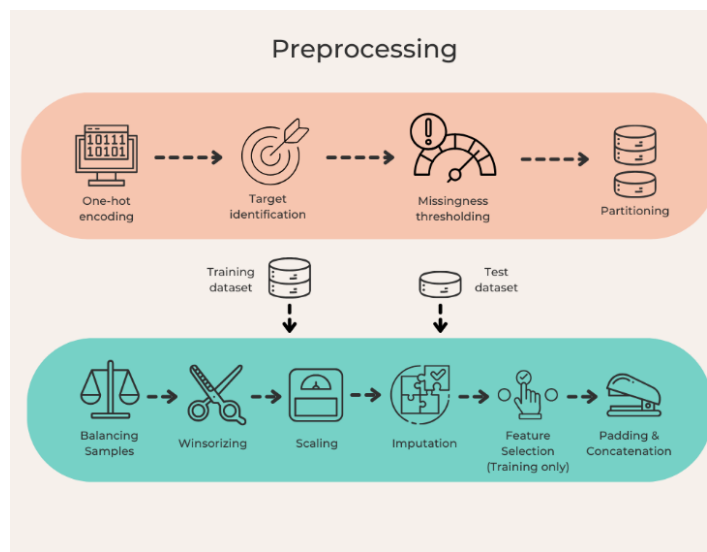 Preprocessing
10111
10101
One-hot
encoding
Target
identification
Missingness
thresholding
Partitioning
Training
dataset
Test
dataset
Balancing
Samples
Winsorizing
Scaling
Imputation
Feature
Selection
(Training only)
Padding &
Concatenation